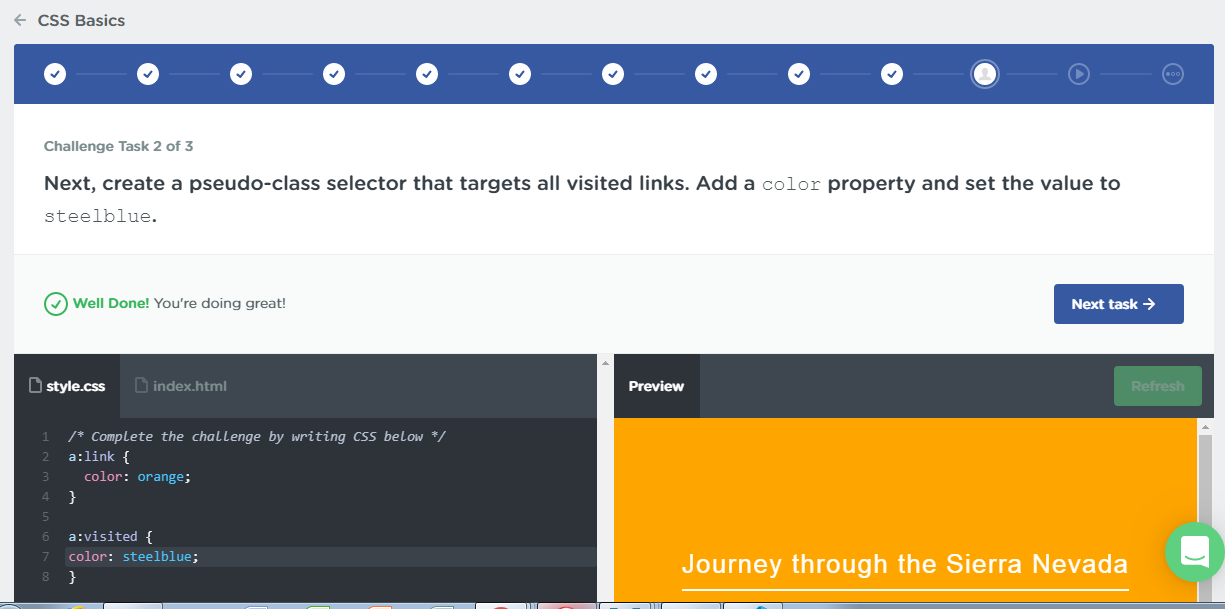 CSS Basics
Challenge Task 2 of 3
Next, create a pseudo-class selector that targets all visited links. Add a color property and set the value to
steelblue.
Well Done! You're doing great!
Next task
style.css
index.html
Preview
Refresh
1 /* Complete the challenge by writing CSS below */
2 a:link {
3 color: orange;
4 }
5
6 a:visited {
7 color: steelblue;
8 }
Journey through the Sierra Nevada